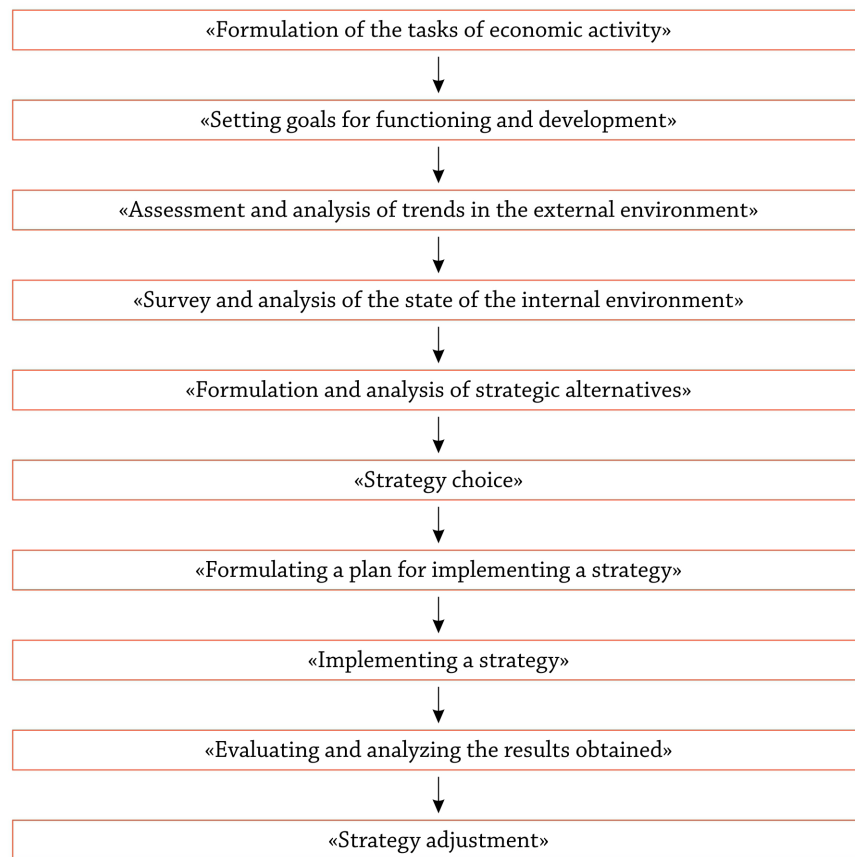 «Formulation of the tasks of economic activity»
«Setting goals for functioning and development»
«Assessment and analysis of trends in the external environment»
«Survey and analysis of the state of the internal environment»
«Formulation and analysis of strategic alternatives»
«Strategy choice»
«Formulating a plan for implementing a strategy»
«Implementing a strategy»
«Evaluating and analyzing the results obtained»
«Strategy adjustment»